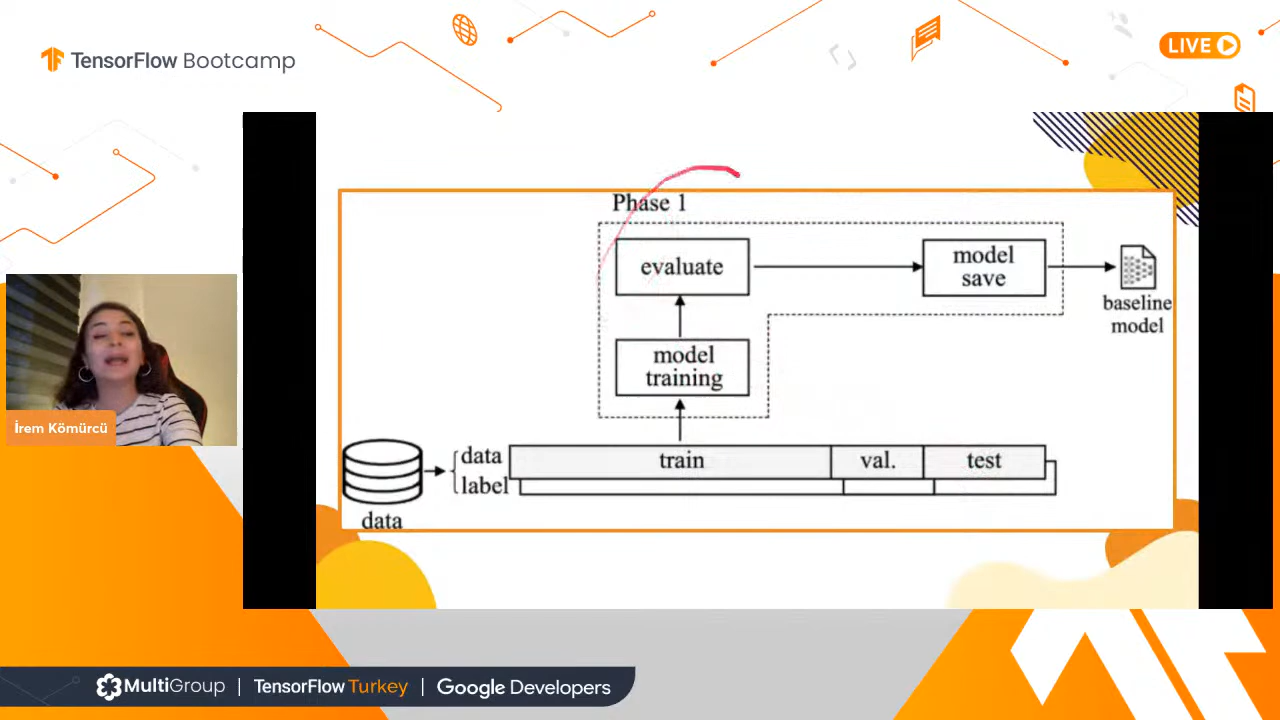 TensorFlow Bootcamp
LIVE
Phase 1
evaluate
model
save
baseline
model
model
training
data
label
train
val.
test
data
İrem Kömürcü
MultiGroup | TensorFlow Turkey | Google Developers